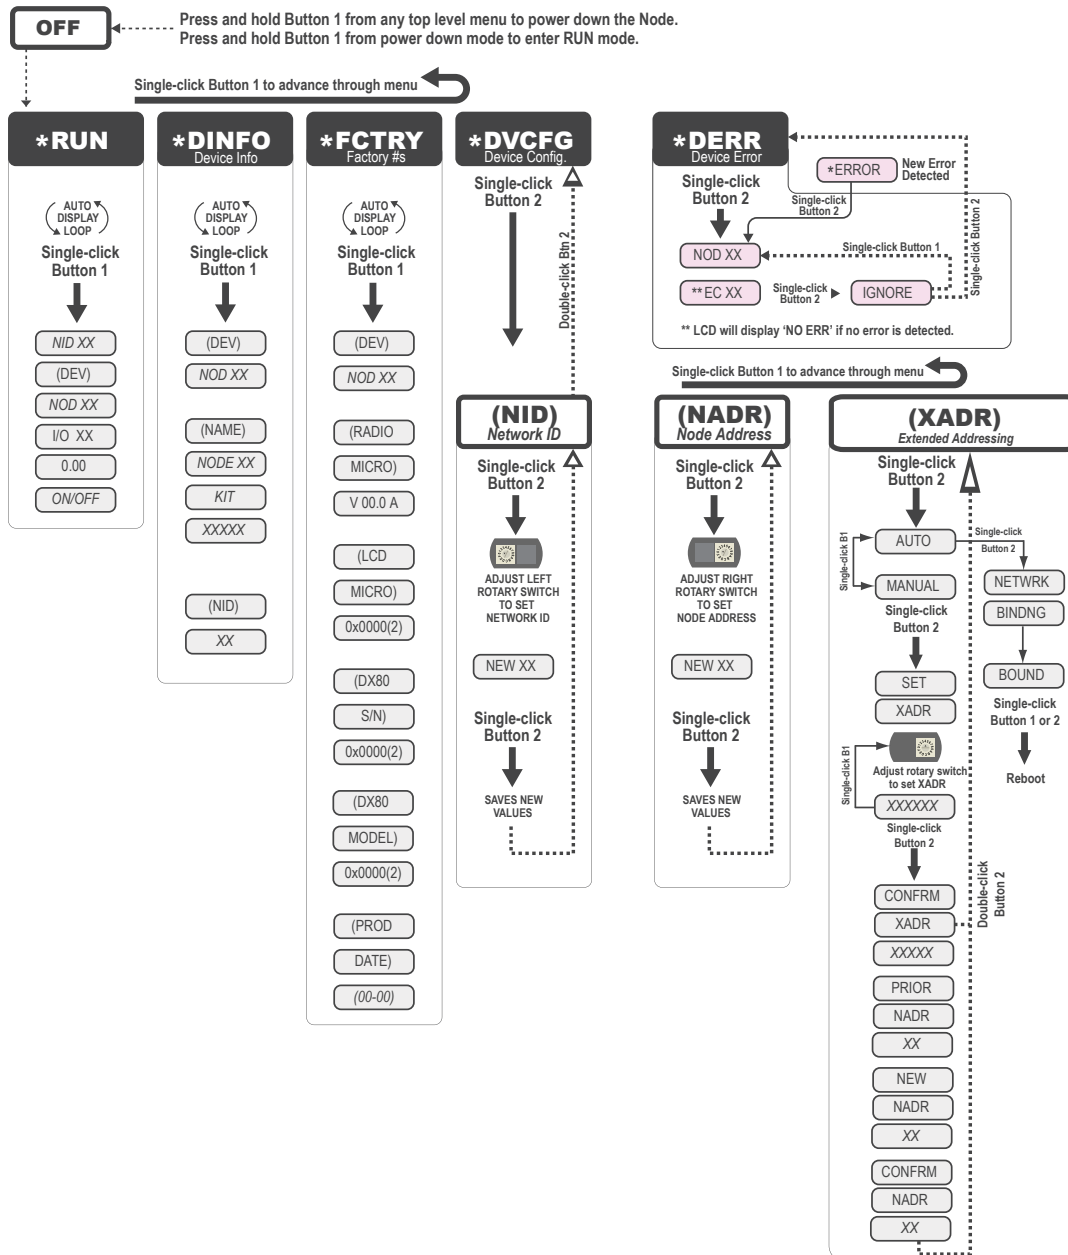 OFF
Press and hold Button 1 from any top level menu to power down the Node.
Press and hold Button 1 from power down mode to enter RUN mode.
Single-click Button 1 to advance through menu
*RUN
AUTO
DISPLAY
LOOP
Single-click
Button 1
NID XX
(DEV)
NOD XX
I/O XX
0.00
ON/OFF
*DINFO
Device Info
AUTO
DISPLAY
LOOP
Single-click
Button 1
(DEV)
NOD XX
(NAME)
NODE XX
KIT
XXXXX
(NID)
XX
*FCTRY
Factory #s
AUTO
DISPLAY
LOOP
Single-click
Button 1
(DEV)
NOD XX
(RADIO
MICRO)
V 00.0 A
(LCD
MICRO)
0x0000(2)
(DX80
S/N)
0x0000(2)
(DX80
MODEL)
0x0000(2)
(PROD
DATE)
(00-00)
*DVCFG
Device Config.
Single-click
Button 2
Double-click Btn 2
*DERR
Device Error
Single-click
Button 2
*ERROR
New Error
Detected
Single-click
Button 2
NOD XX
Single-click Button 1
Single-click Button 2
**EC XX
Single-click
Button 2
IGNORE
** LCD will display ‘NO ERR’ if no error is detected.
Single-click Button 1 to advance through menu
(NID)
Network ID
Single-click
Button 2
ADJUST LEFT
ROTARY SWITCH
TO SET
NETWORK ID
NEW XX
Single-click
Button 2
SAVES NEW
VALUES
(NADR)
Node Address
Single-click
Button 2
ADJUST RIGHT
ROTARY SWITCH
TO SET
NODE ADDRESS
NEW XX
Single-click
Button 2
SAVES NEW
VALUES
(XADR)
Extended Addressing
Single-click
Button 2
AUTO
Single-click
Button 2
Single-click B1
MANUAL
NETWRK
BINDNG
BOUND
Single-click
Button 1 or 2
Reboot
Single-click
Button 2
SET
XADR
Single-click B1
Adjust rotary switch
to set XADR
XXXXXX
Single-click
Button 2
CONFRM
XADR
XXXXX
Double-click
Button 2
PRIOR
NADR
XX
NEW
NADR
XX
CONFRM
NADR
XX